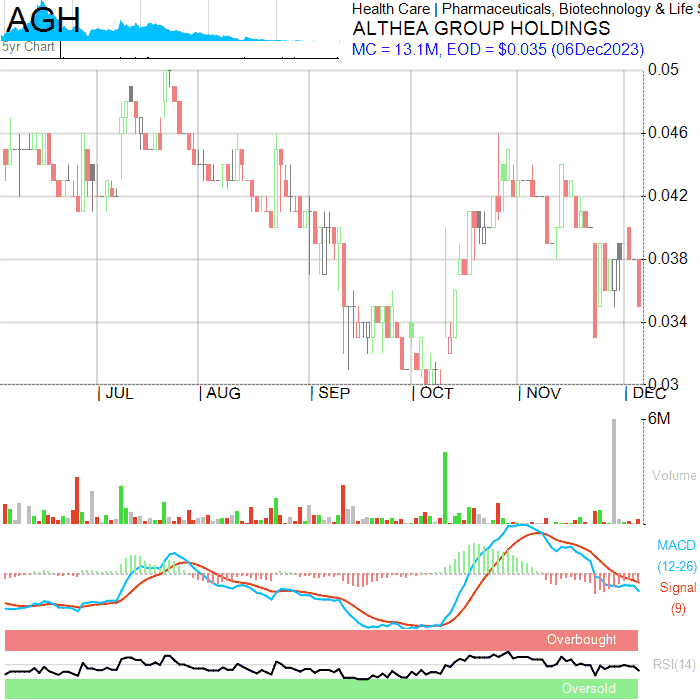 AGH
5yr Chart
Health Care | Pharmaceuticals, Biotechnology & Life S
ALTHEA GROUP HOLDINGS
MC = 13.1M, EOD = $0.035 (06Dec2023)
0.05
0.046
0.042
0.038
0.034
0.03
| JUL | AUG | SEP | OCT | NOV | DEC
6M
Volume
MACD
(12-26)
Signal
(9)
Overbought
RSI(14)
Oversold